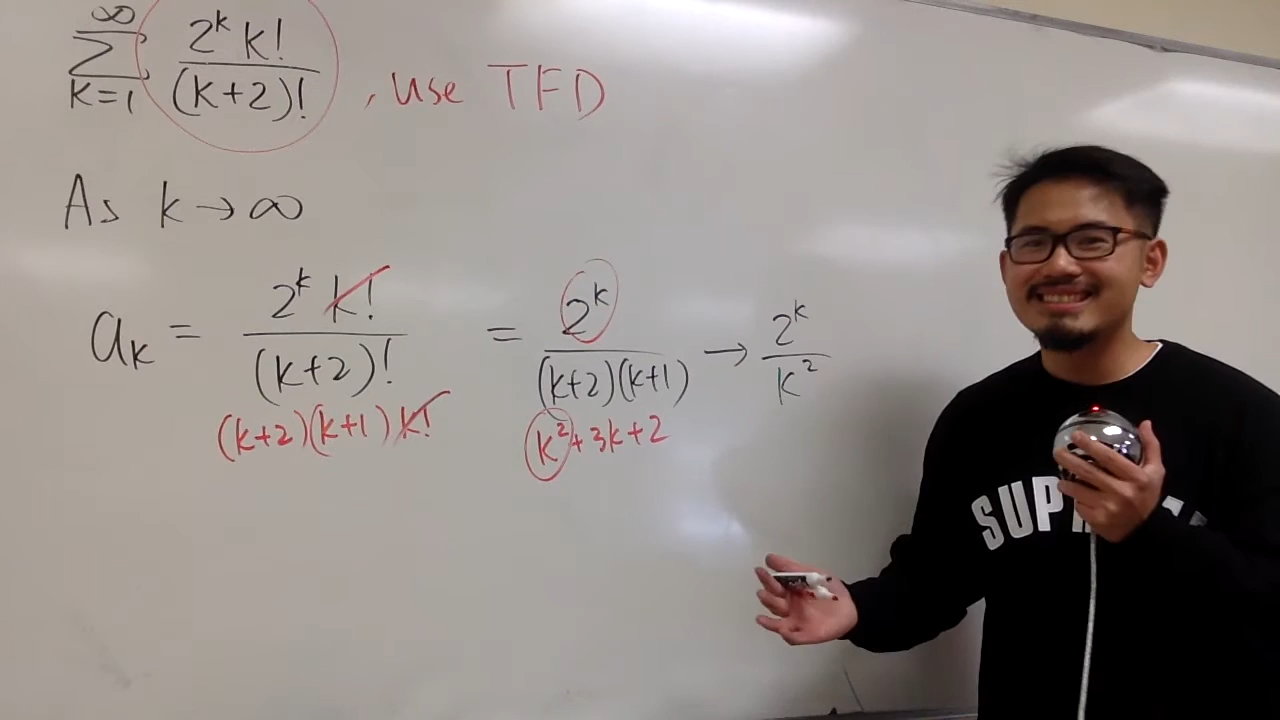 ∞
∑ 2^k k! / (k+2)! , use TFD
k=1
As k → ∞
a_k = 2^k k! / (k+2)! = 2^k / (k+2)(k+1) → 2^k / k^2
(k+2)(k+1) k! k^2+3k+2